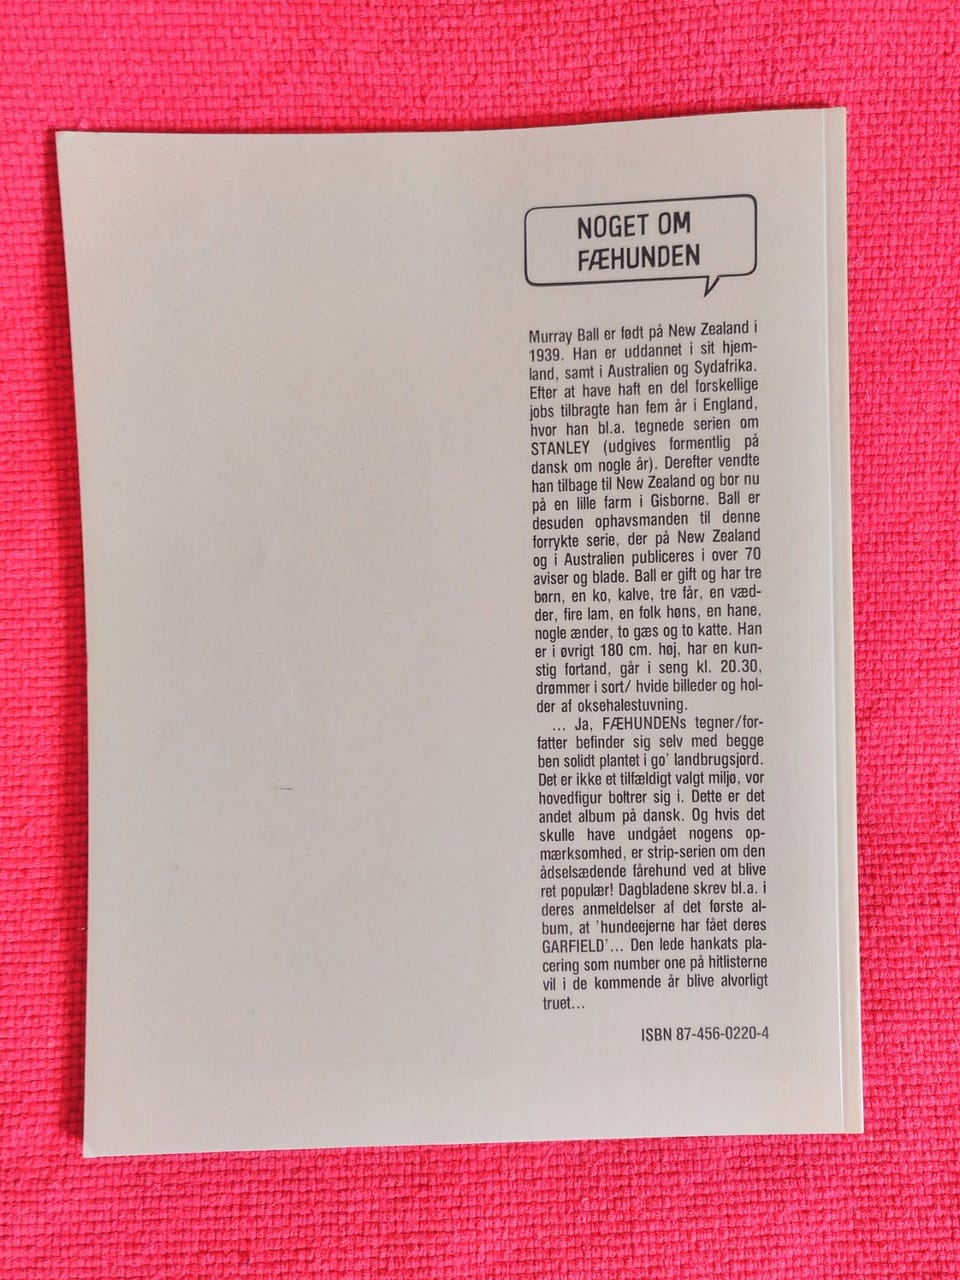 NOGET OM
FÆHUNDEN
Murray Ball er født på New Zealand i
1939. Han er uddannet i sit hjem-
land, samt i Australien og Sydafrika.
Efter at have haft en del forskellige
jobs tilbragte han fem år i England,
hvor han bl.a. tegnede serien om
STANLEY (udgives formentlig på
dansk om nogle år). Derefter vendte
han tilbage til New Zealand og bor nu
på en lille farm i Gisborne. Ball er
desuden ophavsmanden til denne
forrykte serie, der på New Zealand
og i Australien publiceres i over 70
aviser og blade. Ball er gift og har tre
børn, en ko, kalve, tre får, en væd-
der, fire lam, en folk høns, en hane,
nogle ænder, to gæs og to katte. Han
er i øvrigt 180 cm. høj, har en kun-
stig fortand, går i seng kl. 20.30,
drømmer i sort/ hvide billeder og hol-
der af oksehalestuvning.
... Ja, FÆHUNDENs tegner/for-
fatter befinder sig selv med begge
ben solidt plantet i go' landbrugsjord.
Det er ikke et tilfældigt valgt miljø, vor
hovedfigur boltrer sig i. Dette er det
andet album på dansk. Og hvis det
skulle have undgået nogens op-
mærksomhed, er strip-serien om den
ådselsædende fårehund ved at blive
ret populær! Dagbladene skrev bl.a. i
deres anmeldelser af det første al-
bum, at 'hundeejerne har fået deres
GARFIELD'... Den lede hankats pla-
cering som number one på hitlisterne
vil i de kommende år blive alvorligt
truet...
ISBN 87-456-0220-4